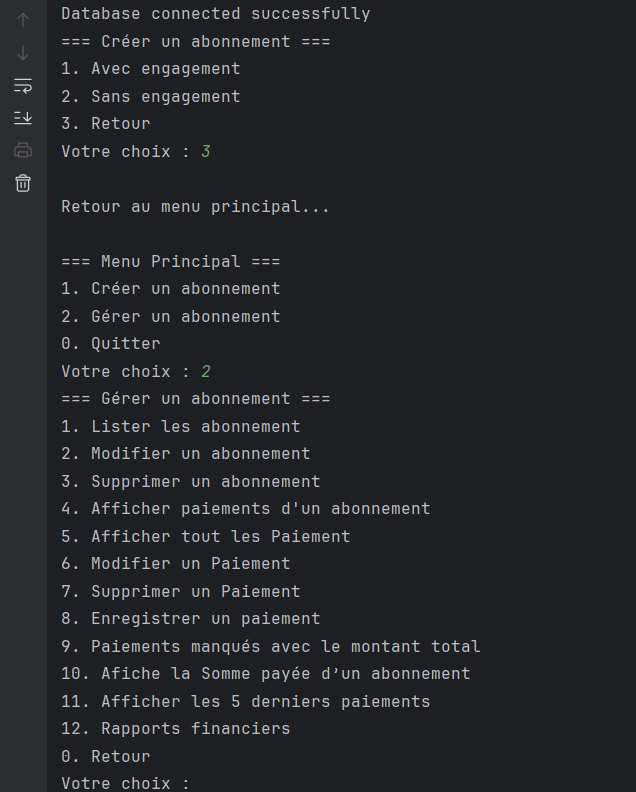 Database connected successfully
=== Créer un abonnement ===
1. Avec engagement
2. Sans engagement
3. Retour
Votre choix : 3
Retour au menu principal...
=== Menu Principal ===
1. Créer un abonnement
2. Gérer un abonnement
0. Quitter
Votre choix : 2
=== Gérer un abonnement ===
1. Lister les abonnement
2. Modifier un abonnement
3. Supprimer un abonnement
4. Afficher paiements d'un abonnement
5. Afficher tout les Paiement
6. Modifier un Paiement
7. Supprimer un Paiement
8. Enregistrer un paiement
9. Paiements manqués avec le montant total
10. Afiche la Somme payée d’un abonnement
11. Afficher les 5 derniers paiements
12. Rapports financiers
0. Retour
Votre choix :